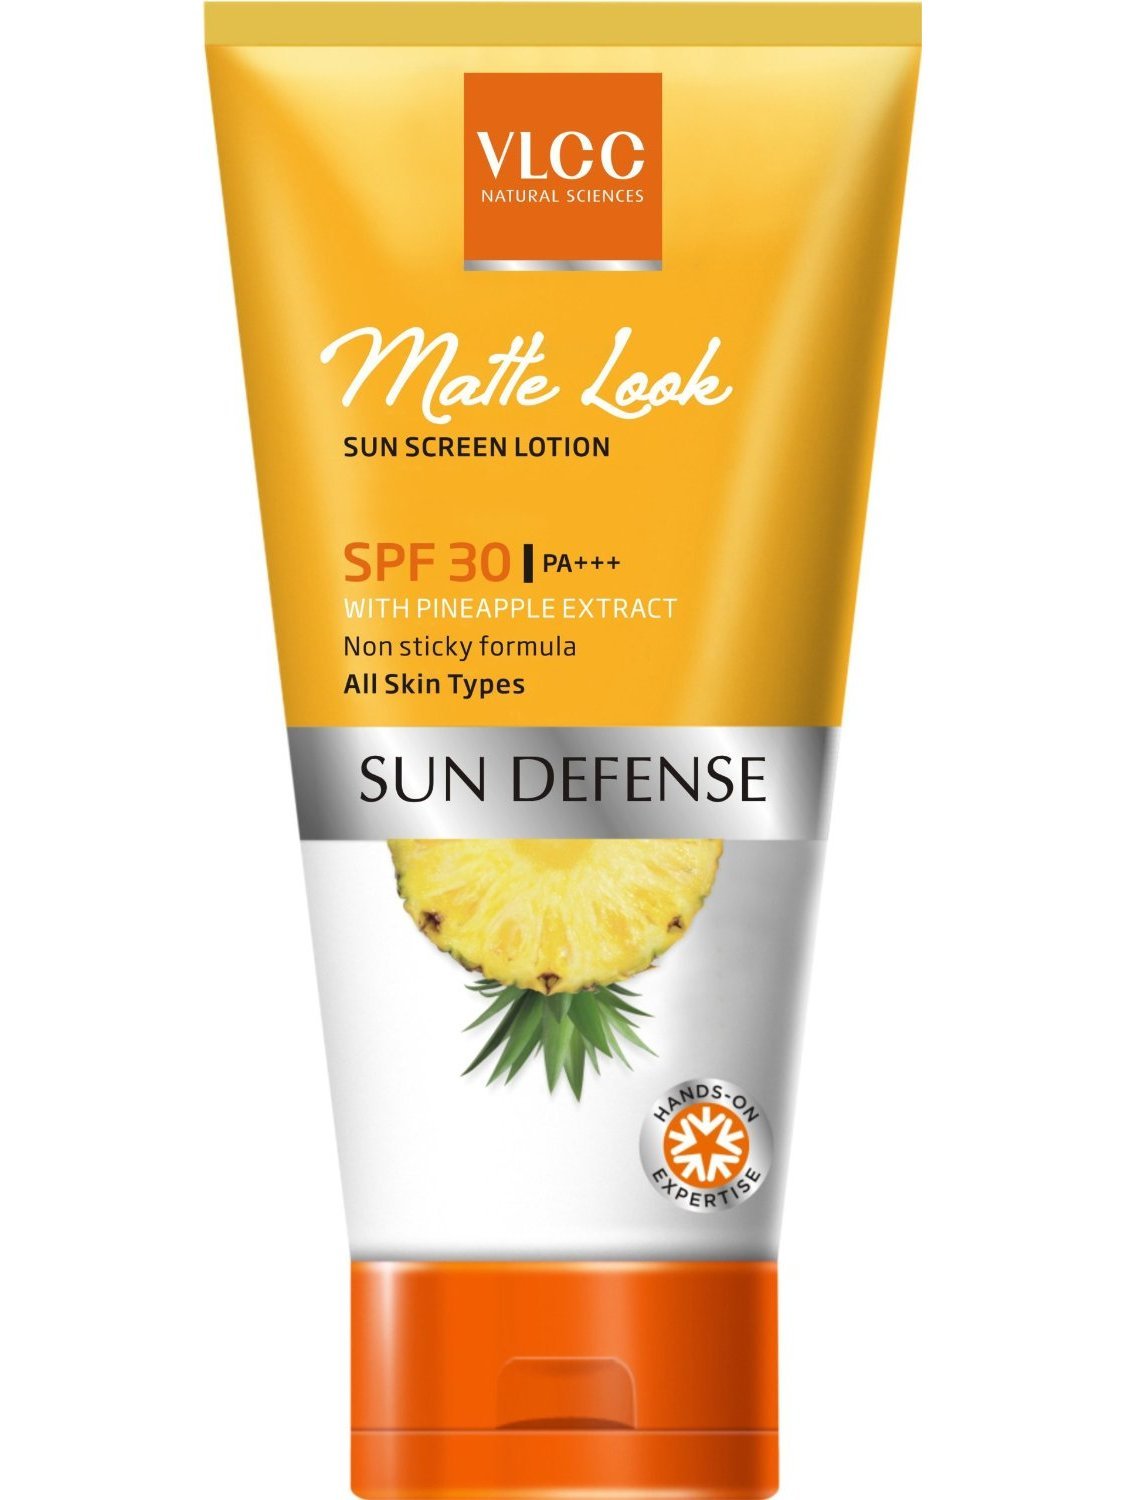 VLCC
NATURAL SCIENCES
Matte Look
SUN SCREEN LOTION
SPF 30 | PA+++
WITH PINEAPPLE EXTRACT
Non sticky formula
All Skin Types
SUN DEFENSE
HANDS-ON
EXPERTISE